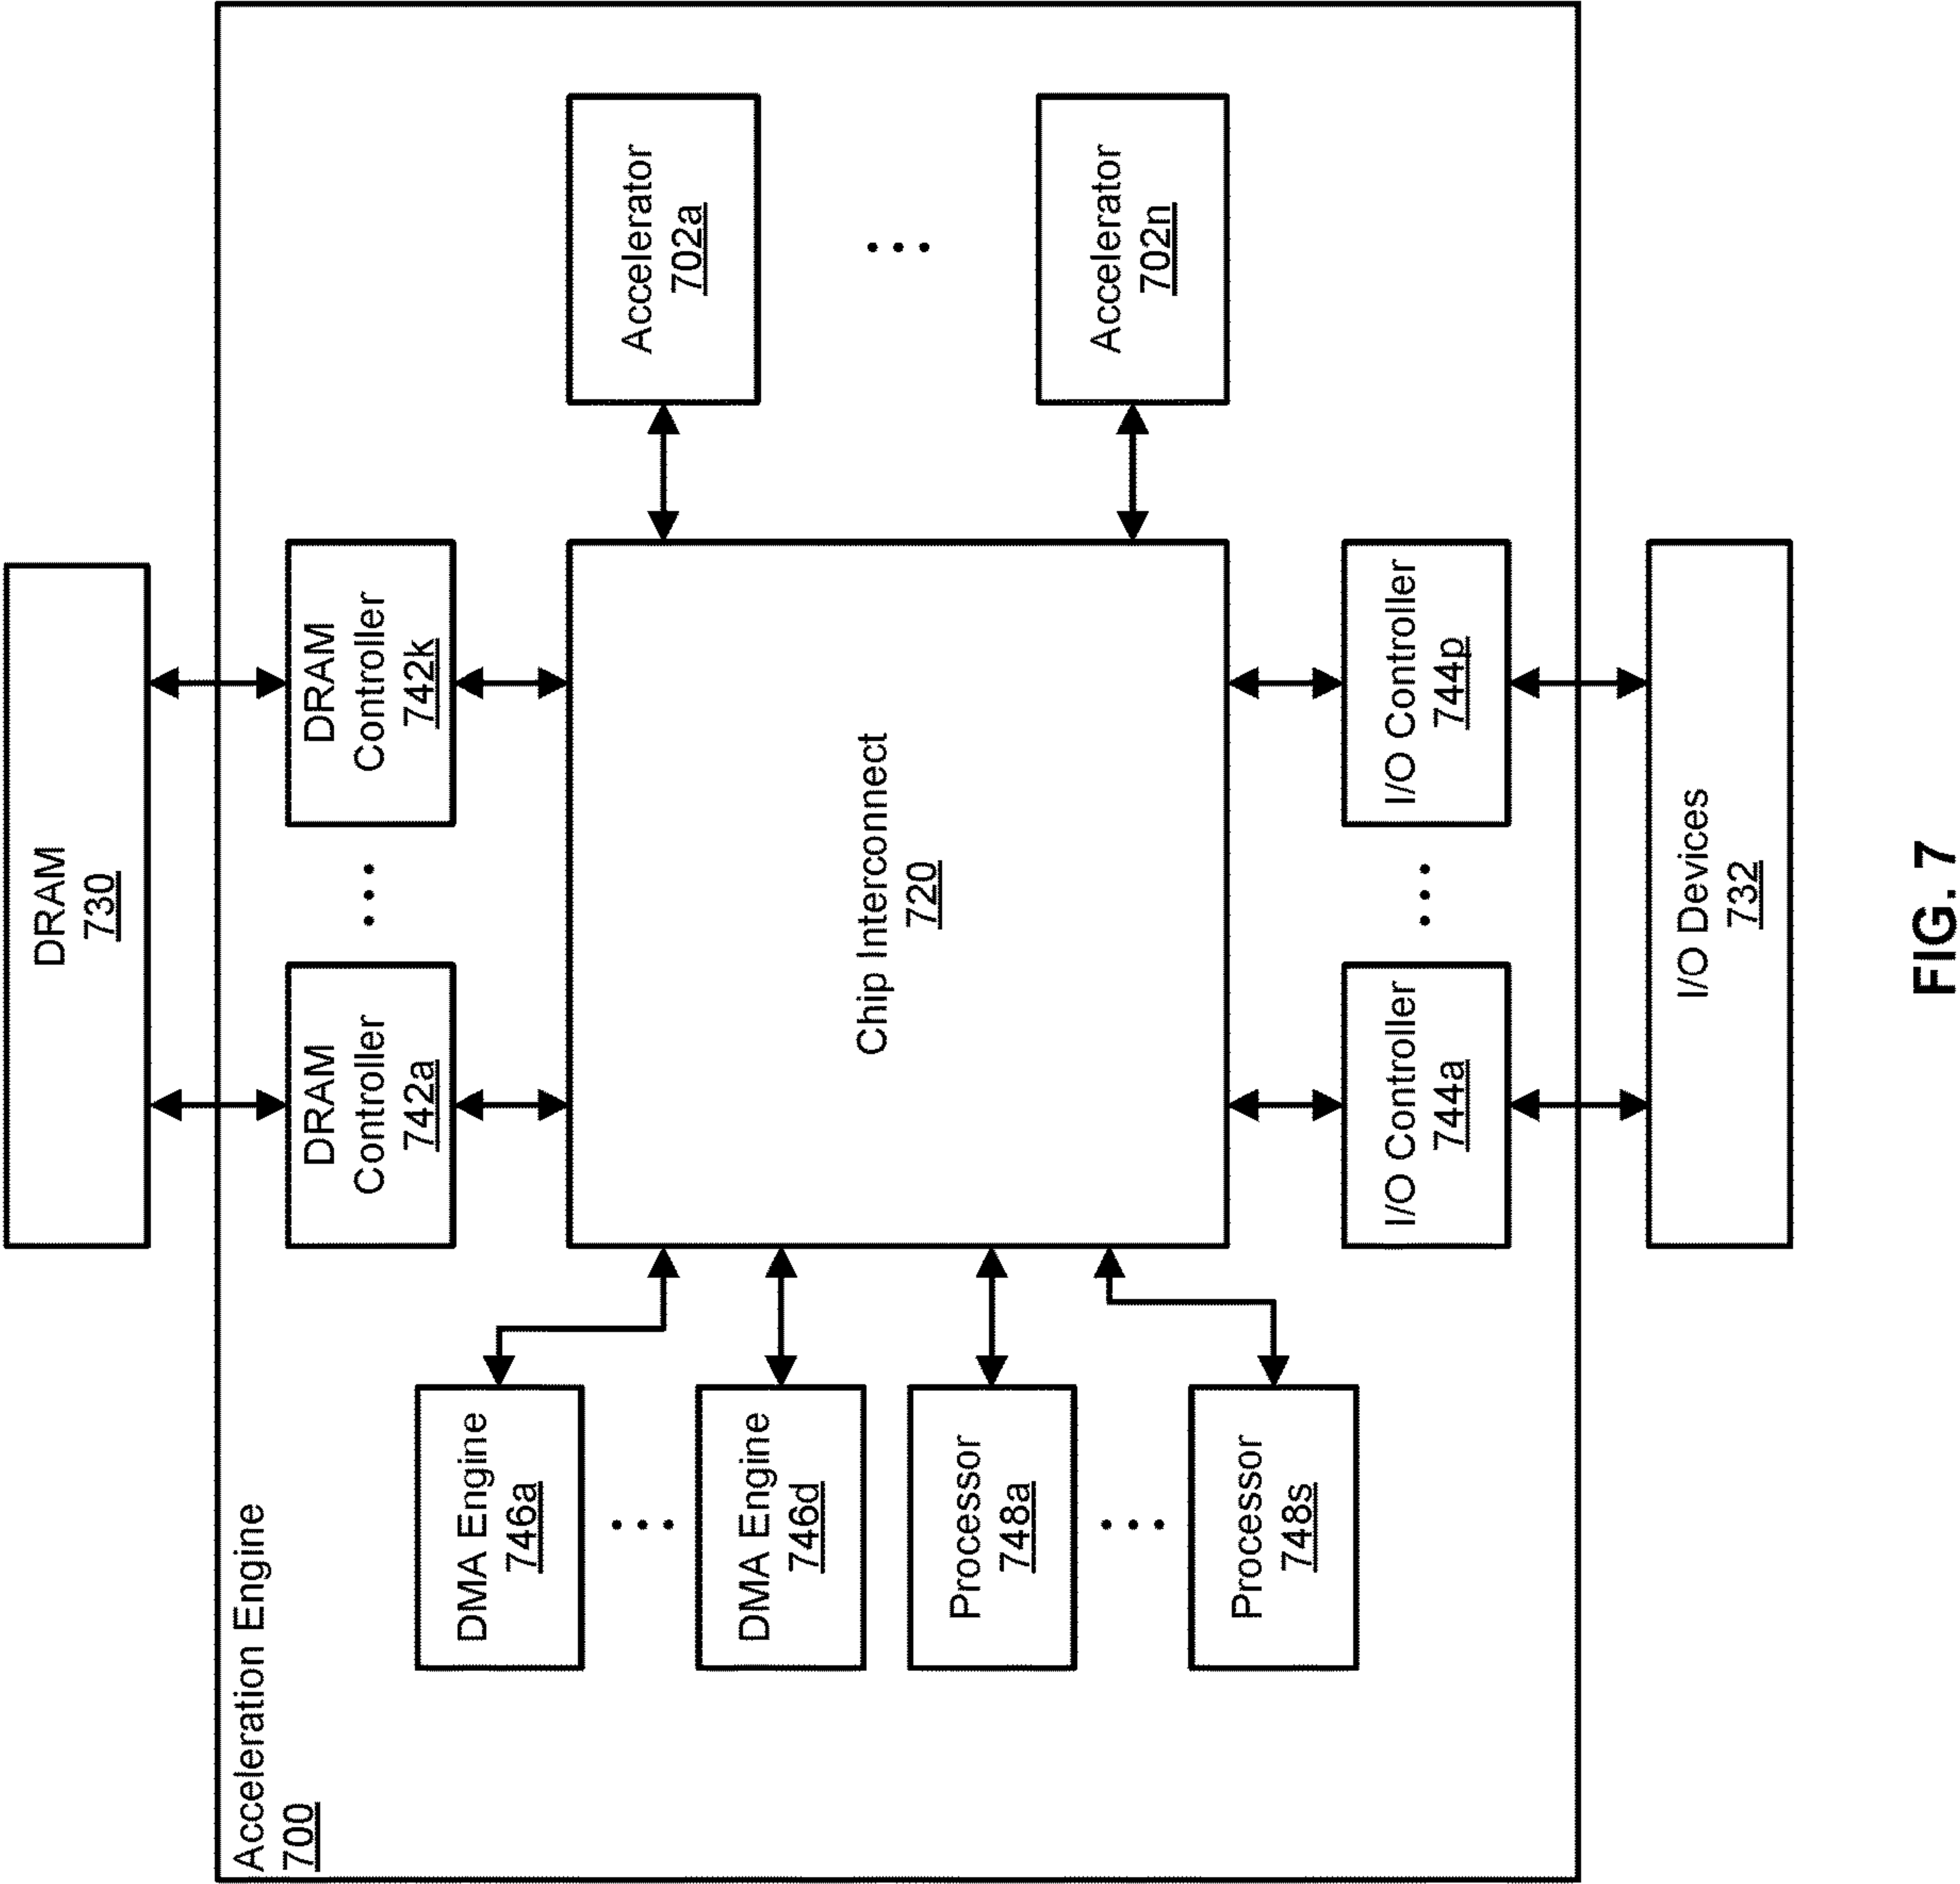 DRAM
730
Acceleration Engine
700
DRAM
Controller
742a
DRAM
Controller
742k
DMA Engine
746a
DMA Engine
746d
Processor
748a
Processor
748s
Chip Interconnect
720
Accelerator
702a
Accelerator
702n
I/O Controller
744a
I/O Controller
744p
I/O Devices
732
FIG. 7